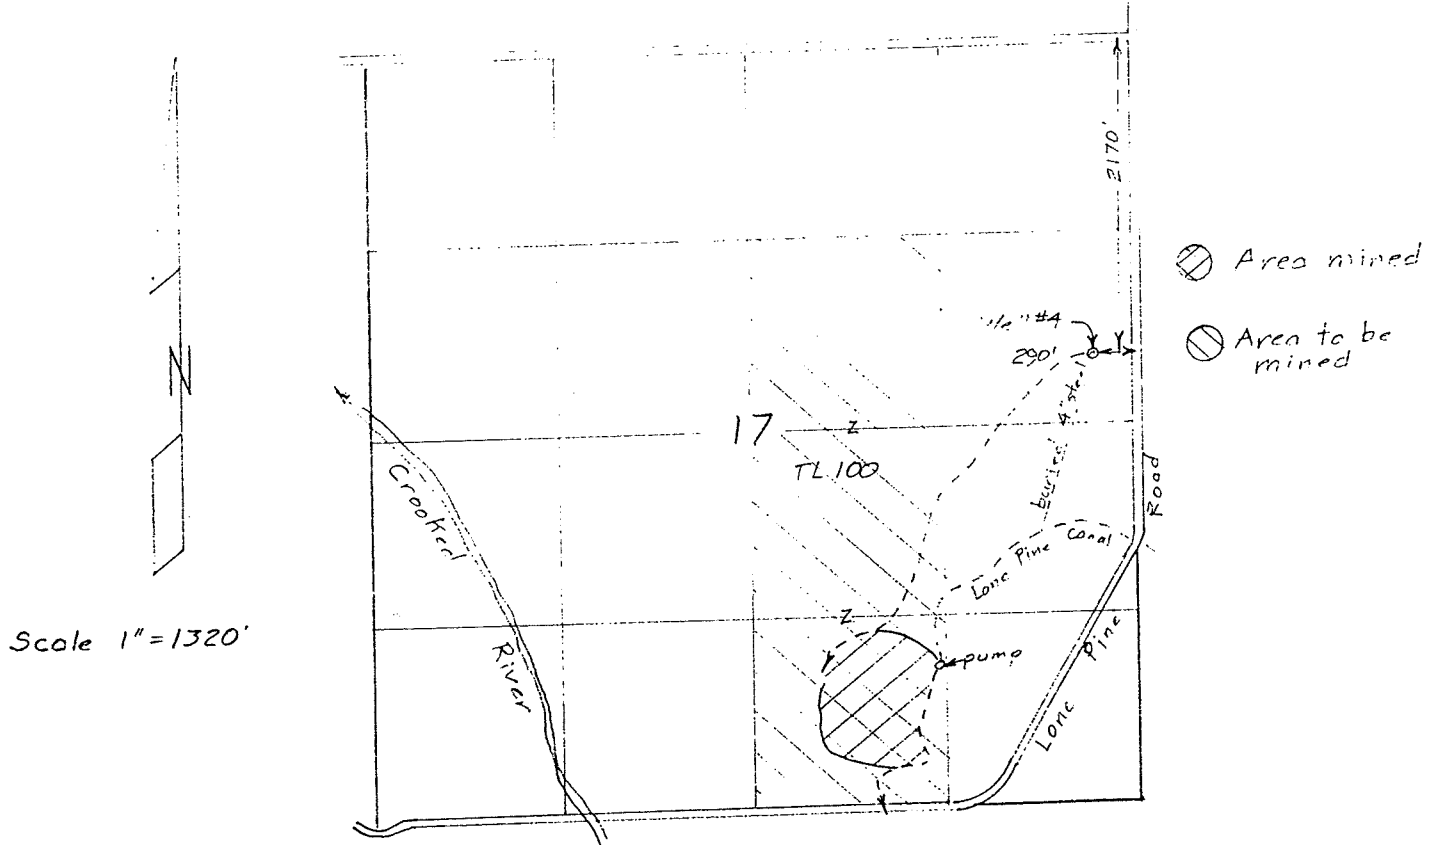 2170'
Area mined
#4
290'
Area to be
mined
N
buried 4" steel
17
Z
TL 100
Road
Crooked
River
Lone Pine Canal
Z
Scale 1"=1320'
pump
Lone Pine